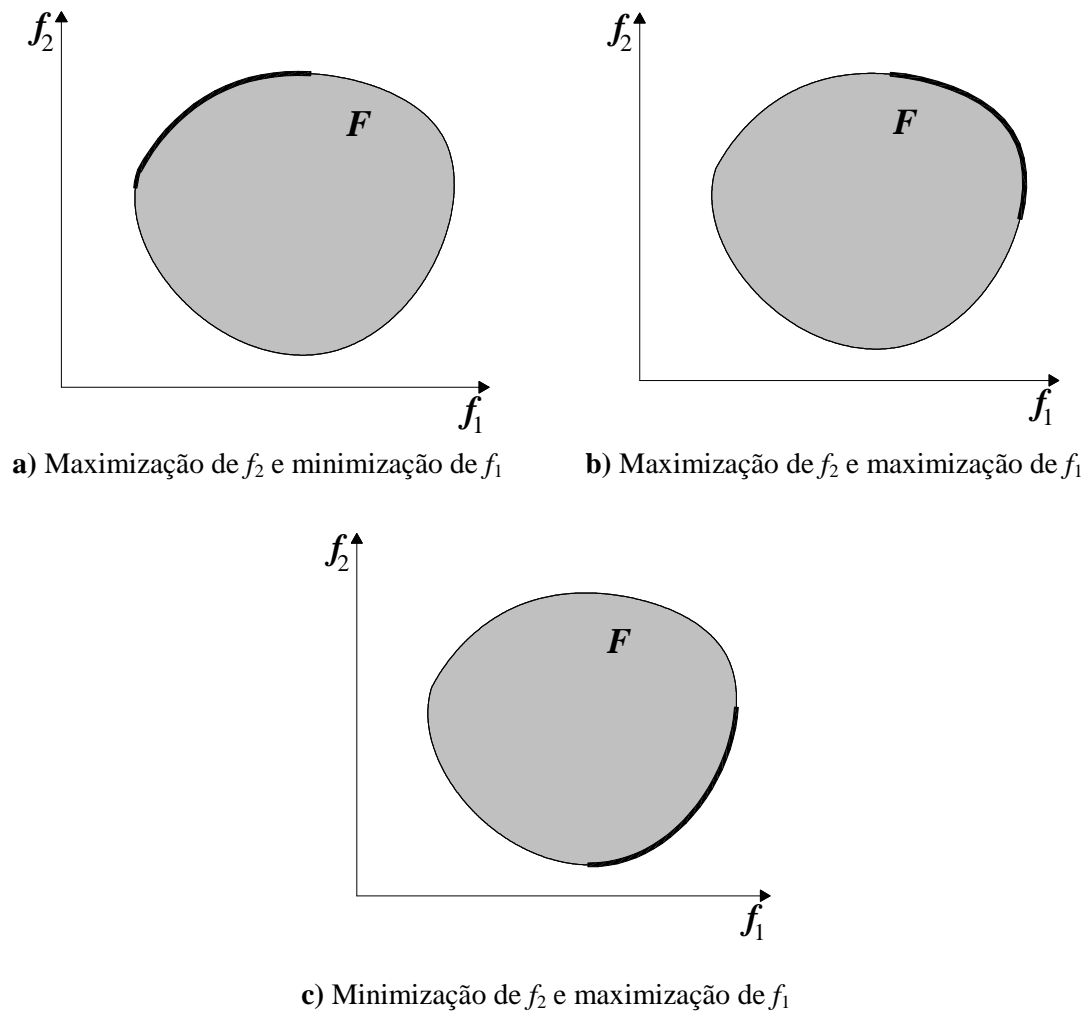 f2
F
f1
a) Maximização de f2 e minimização de f1
f2
F
f1
b) Maximização de f2 e maximização de f1
f2
F
f1
c) Minimização de f2 e maximização de f1